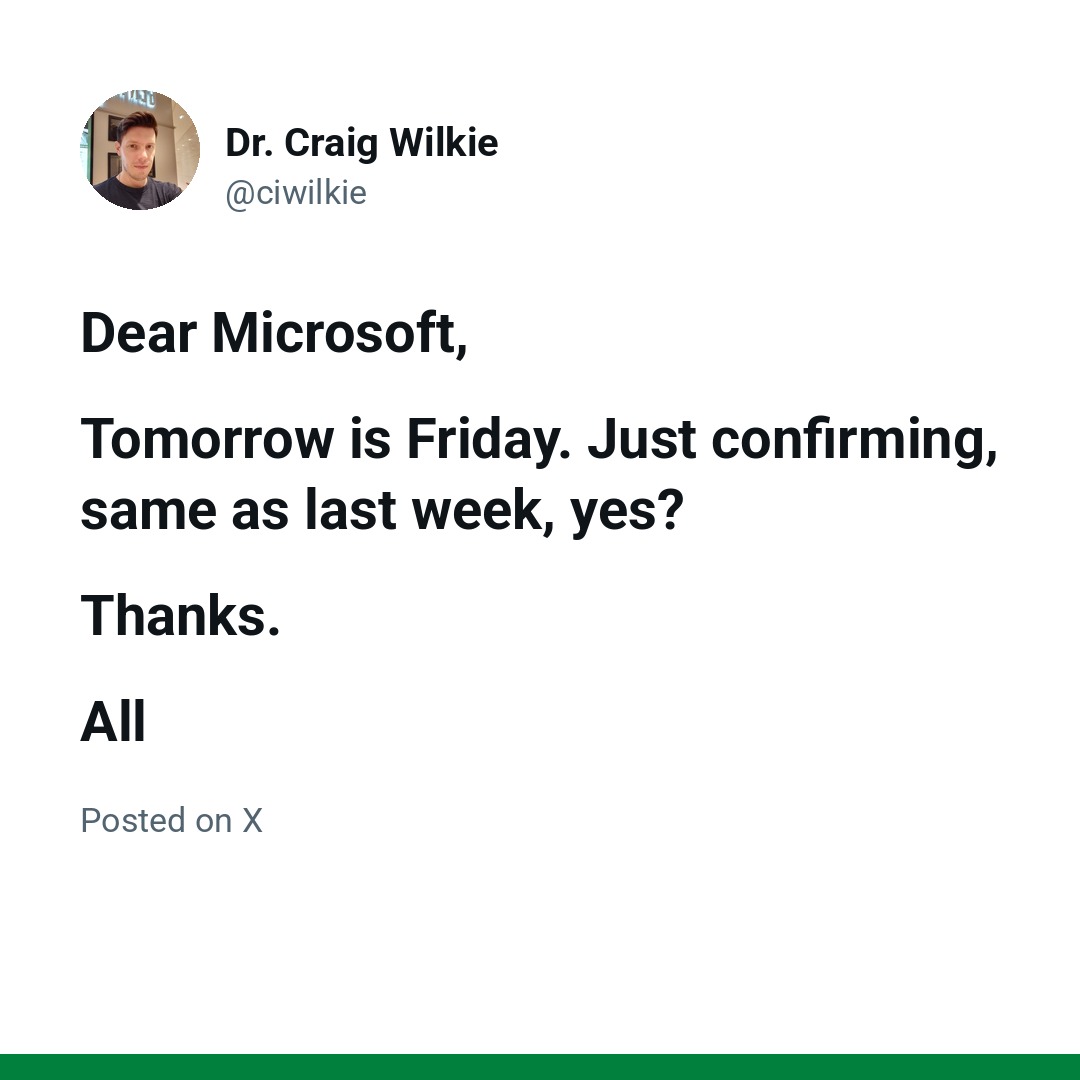 Dr. Craig Wilkie
@ciwilkie
Dear Microsoft,
Tomorrow is Friday. Just confirming,
same as last week, yes?
Thanks.
All
Posted on X